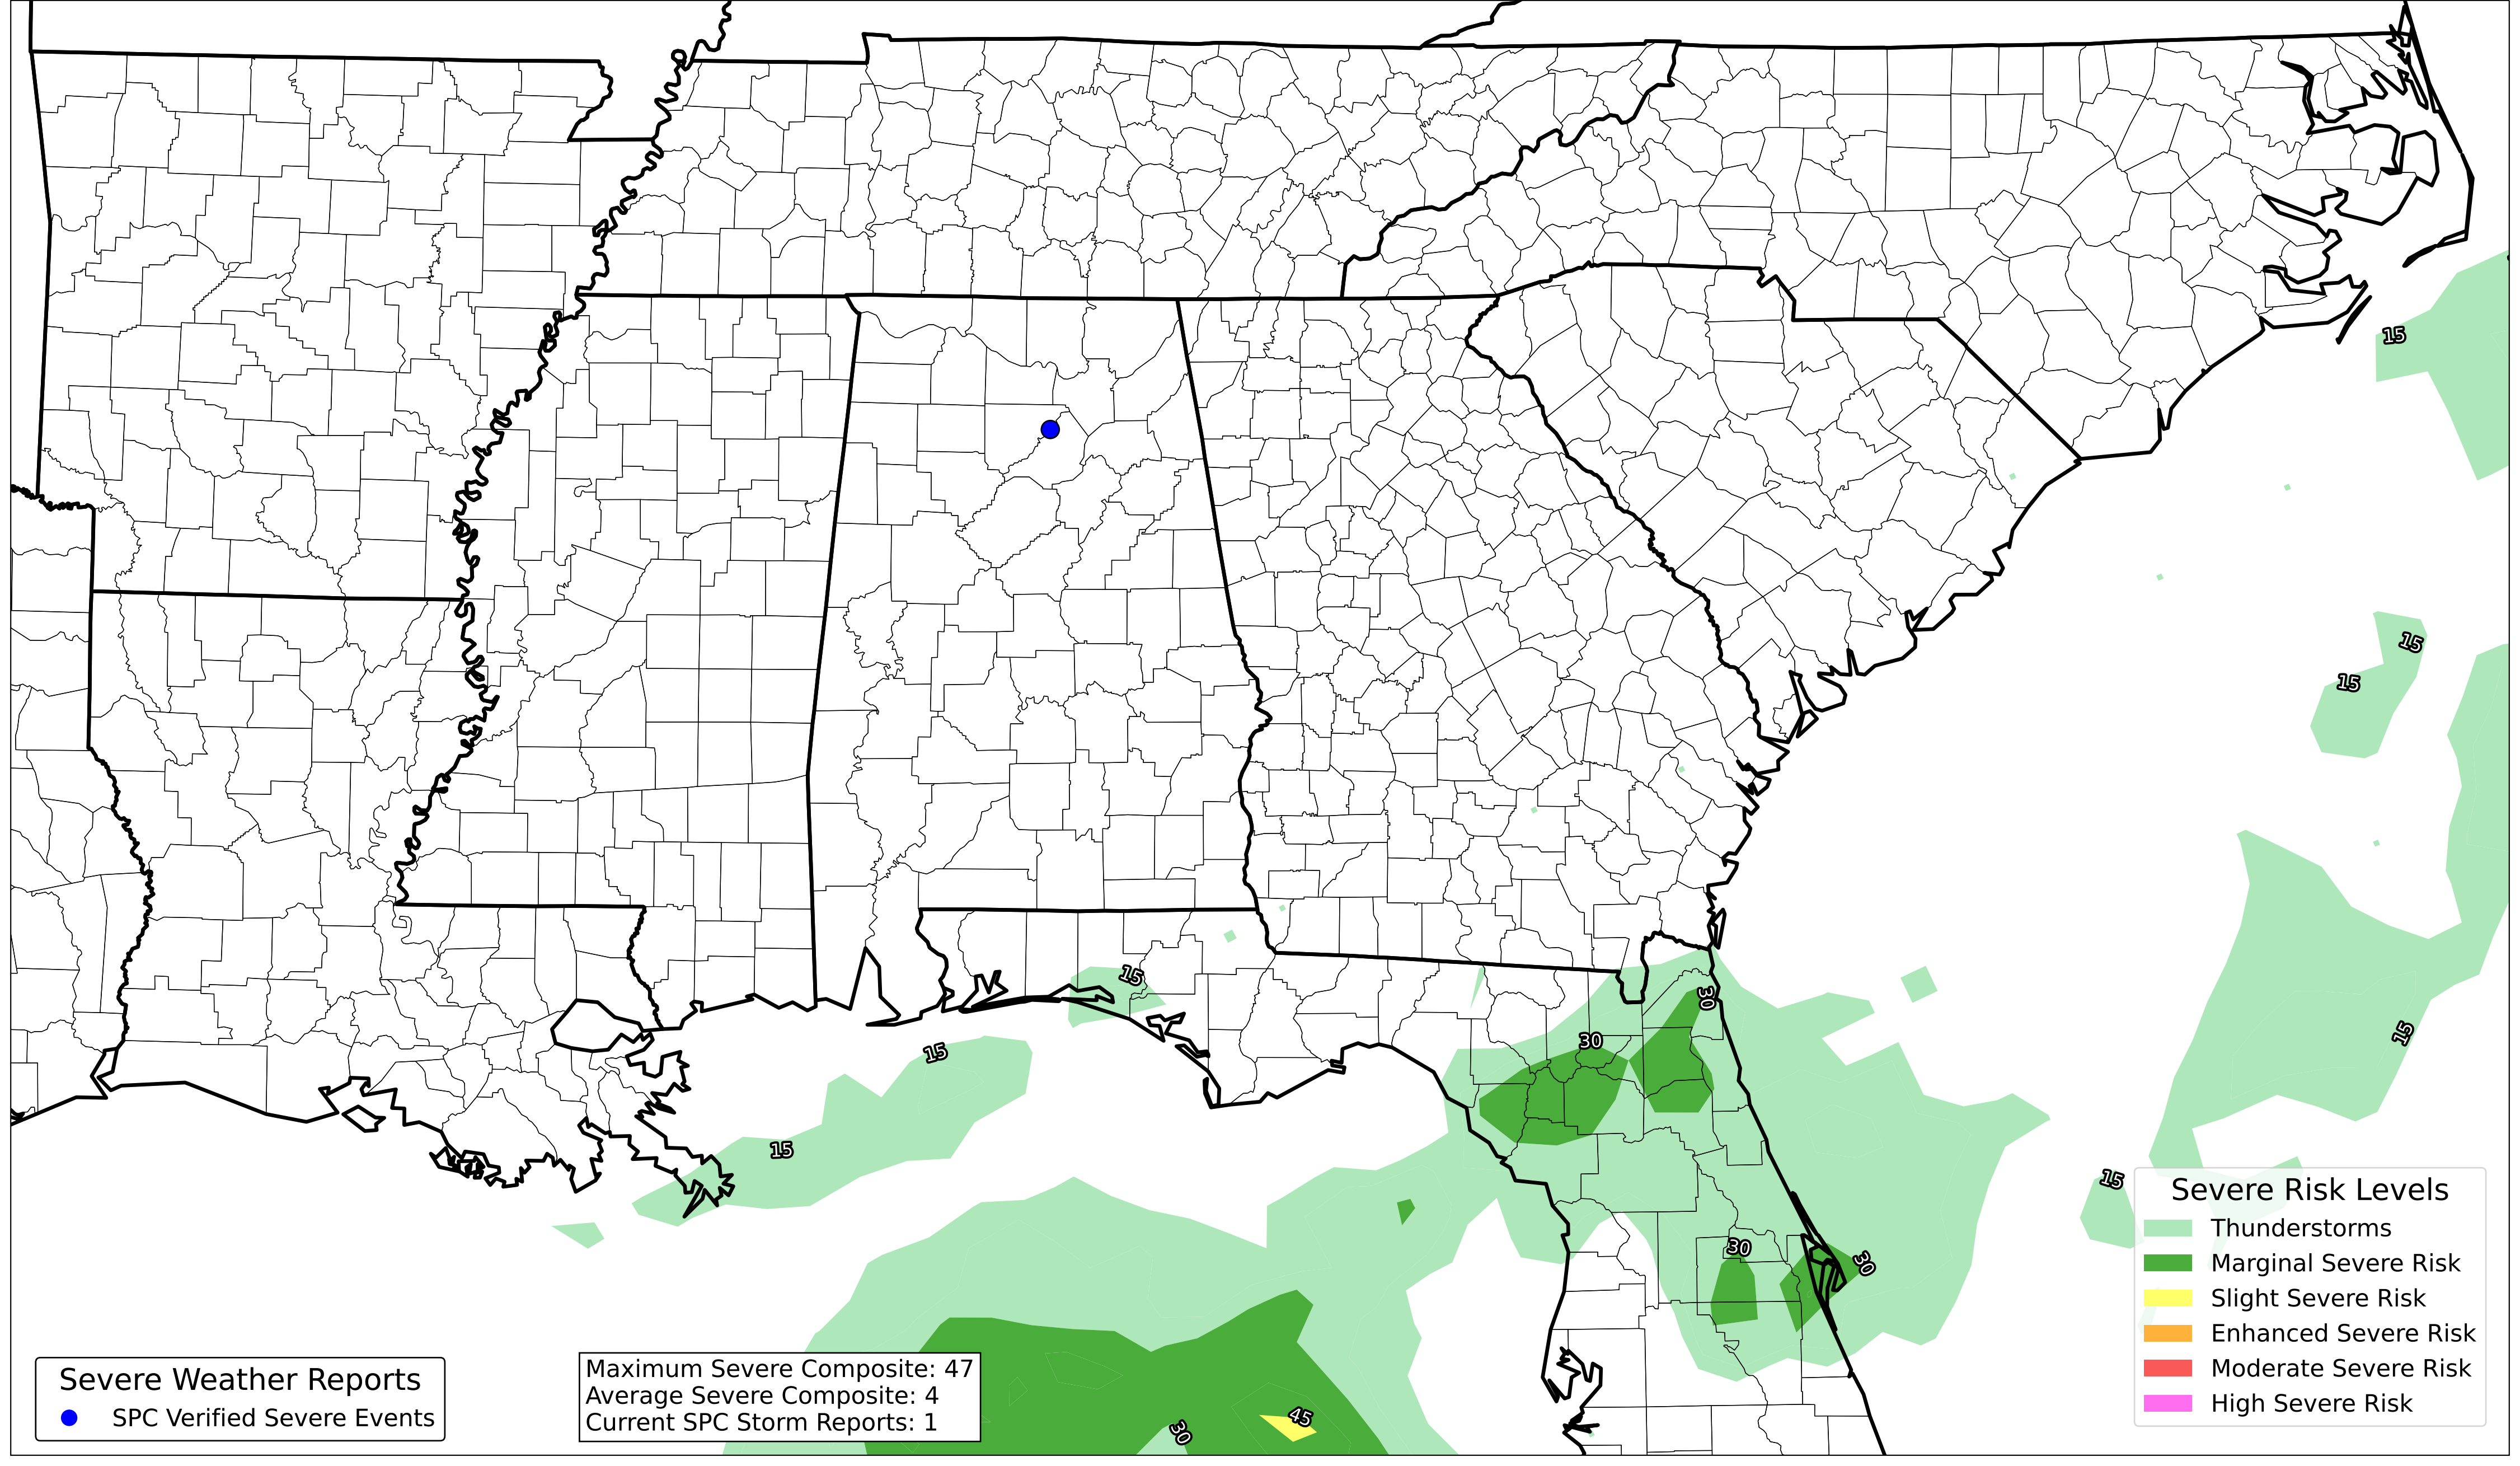 15
15
15
15
30
30
15
15
15
15
30
30
45
30
Severe Risk Levels
Thunderstorms
Marginal Severe Risk
Slight Severe Risk
Enhanced Severe Risk
Moderate Severe Risk
High Severe Risk
Severe Weather Reports
SPC Verified Severe Events
Maximum Severe Composite: 47
Average Severe Composite: 4
Current SPC Storm Reports: 1